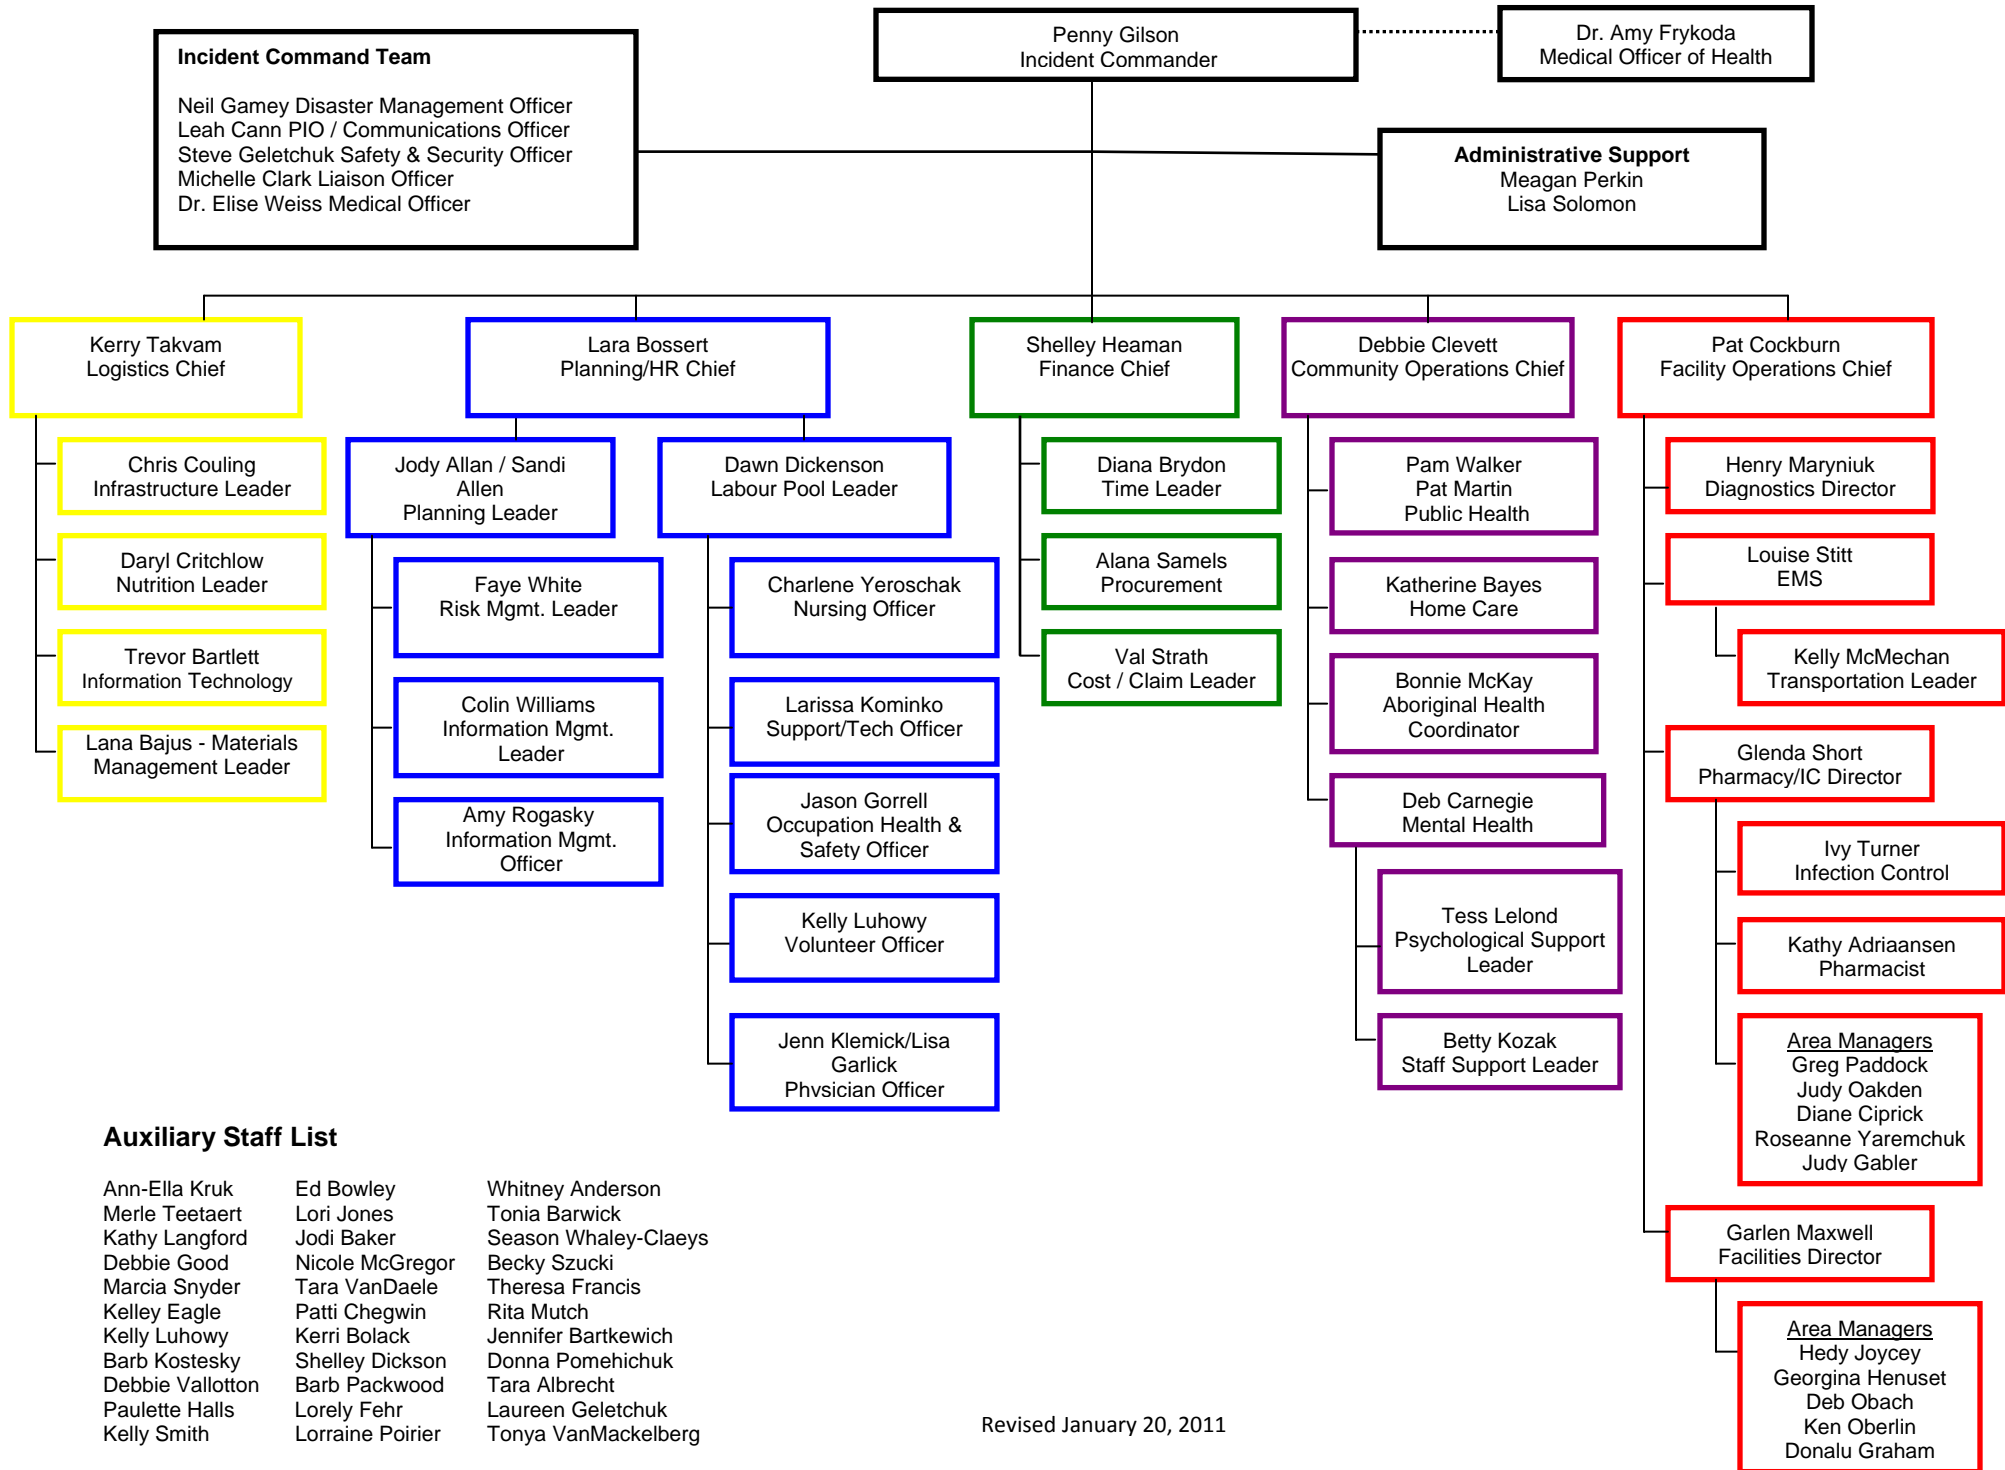 Penny Gilson
Incident Commander
Dr. Amy Frykoda
Medical Officer of Health
Incident Command Team
Neil Gamey Disaster Management Officer
Leah Cann PIO / Communications Officer
Steve Geletchuk Safety & Security Officer
Michelle Clark Liaison Officer
Dr. Elise Weiss Medical Officer
Administrative Support
Meagan Perkin
Lisa Solomon
Kerry Takvam
Logistics Chief
Chris Couling
Infrastructure Leader
Daryl Critchlow
Nutrition Leader
Trevor Bartlett
Information Technology
Lana Bajus - Materials
Management Leader
Lara Bossert
Planning/HR Chief
Jody Allan / Sandi
Allen
Planning Leader
Faye White
Risk Mgmt. Leader
Colin Williams
Information Mgmt.
Leader
Amy Rogasky
Information Mgmt.
Officer
Dawn Dickenson
Labour Pool Leader
Charlene Yeroschak
Nursing Officer
Larissa Kominko
Support/Tech Officer
Jason Gorrell
Occupation Health &
Safety Officer
Kelly Luhowy
Volunteer Officer
Jenn Klemick/Lisa
Garlick
Physician Officer
Shelley Heaman
Finance Chief
Diana Brydon
Time Leader
Alana Samels
Procurement
Val Strath
Cost / Claim Leader
Debbie Clevett
Community Operations Chief
Pam Walker
Pat Martin
Public Health
Katherine Bayes
Home Care
Bonnie McKay
Aboriginal Health
Coordinator
Deb Carnegie
Mental Health
Tess Lelond
Psychological Support
Leader
Betty Kozak
Staff Support Leader
Pat Cockburn
Facility Operations Chief
Henry Maryniuk
Diagnostics Director
Louise Stitt
EMS
Kelly McMechan
Transportation Leader
Glenda Short
Pharmacy/IC Director
Ivy Turner
Infection Control
Kathy Adriaansen
Pharmacist
Area Managers
Greg Paddock
Judy Oakden
Diane Ciprick
Roseanne Yaremchuk
Judy Gabler
Garlen Maxwell
Facilities Director
Area Managers
Hedy Joycey
Georgina Henuset
Deb Obach
Ken Oberlin
Donalu Graham
Auxiliary Staff List
Ann-Ella Kruk
Merle Teetaert
Kathy Langford
Debbie Good
Marcia Snyder
Kelley Eagle
Kelly Luhowy
Barb Kostesky
Debbie Vallotton
Paulette Halls
Kelly Smith
Ed Bowley
Lori Jones
Jodi Baker
Nicole McGregor
Tara VanDaele
Patti Chegwin
Kerri Bolack
Shelley Dickson
Barb Packwood
Lorely Fehr
Lorraine Poirier
Whitney Anderson
Tonia Barwick
Season Whaley-Claeys
Becky Szucki
Theresa Francis
Rita Mutch
Jennifer Bartkewich
Donna Pomehichuk
Tara Albrecht
Laureen Geletchuk
Tonya VanMackelberg
Revised January 20, 2011